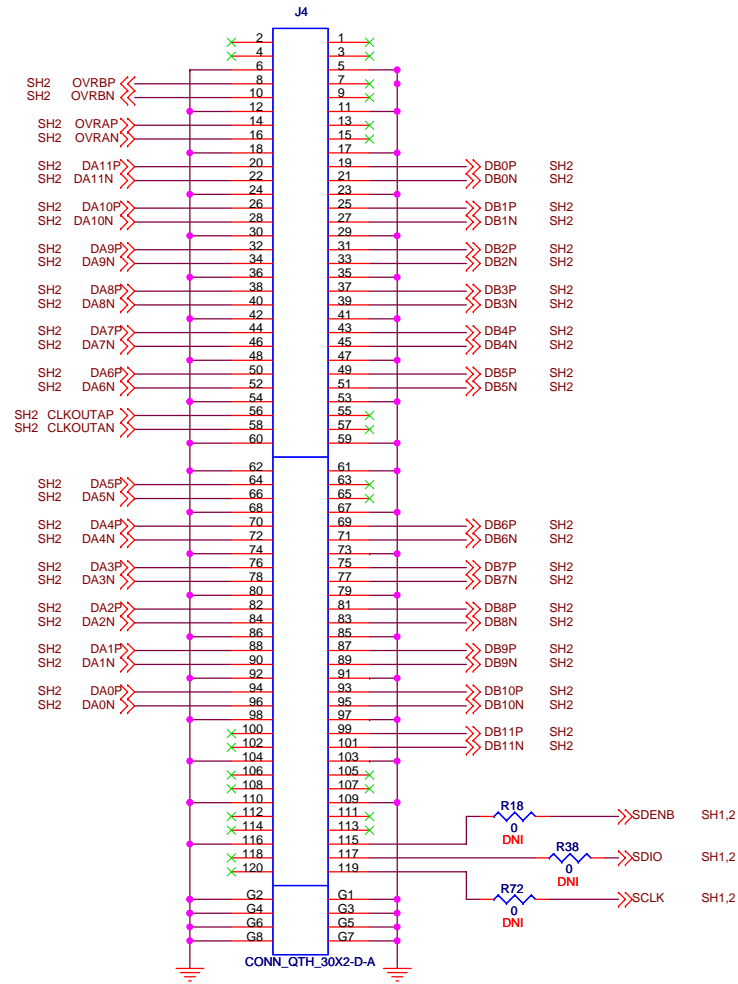 J4
2 1
4 3
6 5
SH2 OVRBP 8 7
SH2 OVRBN 10 9
12 11
SH2 OVRAP 14 13
SH2 OVRAN 16 15
18 17
SH2 DA11P 20 19 DB0P SH2
SH2 DA11N 22 21 DB0N SH2
24 23
SH2 DA10P 26 25 DB1P SH2
SH2 DA10N 28 27 DB1N SH2
30 29
SH2 DA9P 32 31 DB2P SH2
SH2 DA9N 34 33 DB2N SH2
36 35
SH2 DA8P 38 37 DB3P SH2
SH2 DA8N 40 39 DB3N SH2
42 41
SH2 DA7P 44 43 DB4P SH2
SH2 DA7N 46 45 DB4N SH2
48 47
SH2 DA6P 50 49 DB5P SH2
SH2 DA6N 52 51 DB5N SH2
54 53
SH2 CLKOUTAP 56 55
SH2 CLKOUTAN 58 57
60 59
62 61
SH2 DA5P 64 63
SH2 DA5N 66 65
68 67
SH2 DA4P 70 69 DB6P SH2
SH2 DA4N 72 71 DB6N SH2
74 73
SH2 DA3P 76 75 DB7P SH2
SH2 DA3N 78 77 DB7N SH2
80 79
SH2 DA2P 82 81 DB8P SH2
SH2 DA2N 84 83 DB8N SH2
86 85
SH2 DA1P 88 87 DB9P SH2
SH2 DA1N 90 89 DB9N SH2
92 91
SH2 DA0P 94 93 DB10P SH2
SH2 DA0N 96 95 DB10N SH2
98 97
100 99 DB11P SH2
102 101 DB11N SH2
104 103
106 105
108 107
110 109
112 111
114 113
116 115
R18
0
DNI
SDENB SH1,2
118 117
R38
0
DNI
SDIO SH1,2
120 119
R72
0
DNI
SCLK SH1,2
G2 G1
G4 G3
G6 G5
G8 G7
CONN_QTH_30X2-D-A